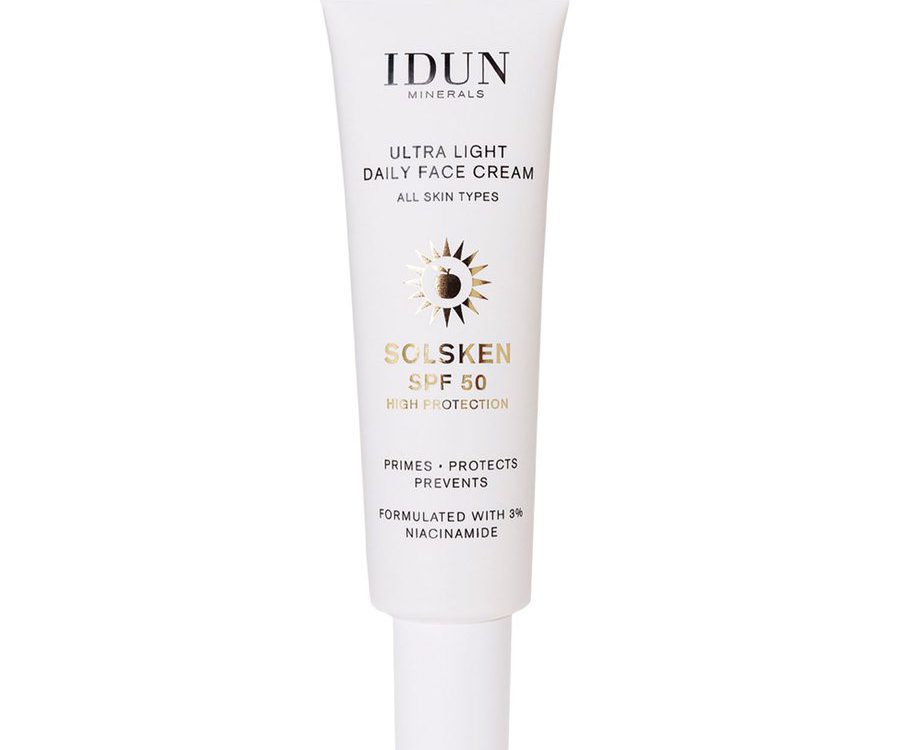 IDUN
MINERALS
ULTRA LIGHT
DAILY FACE CREAM
ALL SKIN TYPES
SOLSKEN
SPF 50
HIGH PROTECTION
PRIMES • PROTECTS
PREVENTS
FORMULATED WITH 3%
NIACINAMIDE